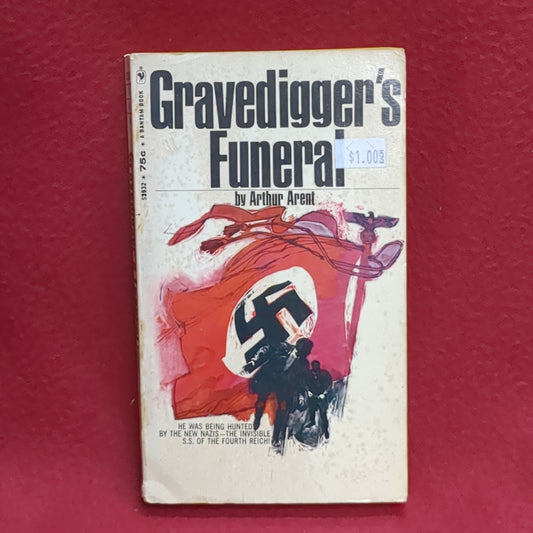 Gravedigger's
Funeral
$1.00
by Arthur Arent
S3932 ★ 75¢ ★ A BANTAM BOOK
HE WAS BEING HUNTED
BY THE NEW NAZIS—THE INVISIBLE
S.S. OF THE FOURTH REICH!